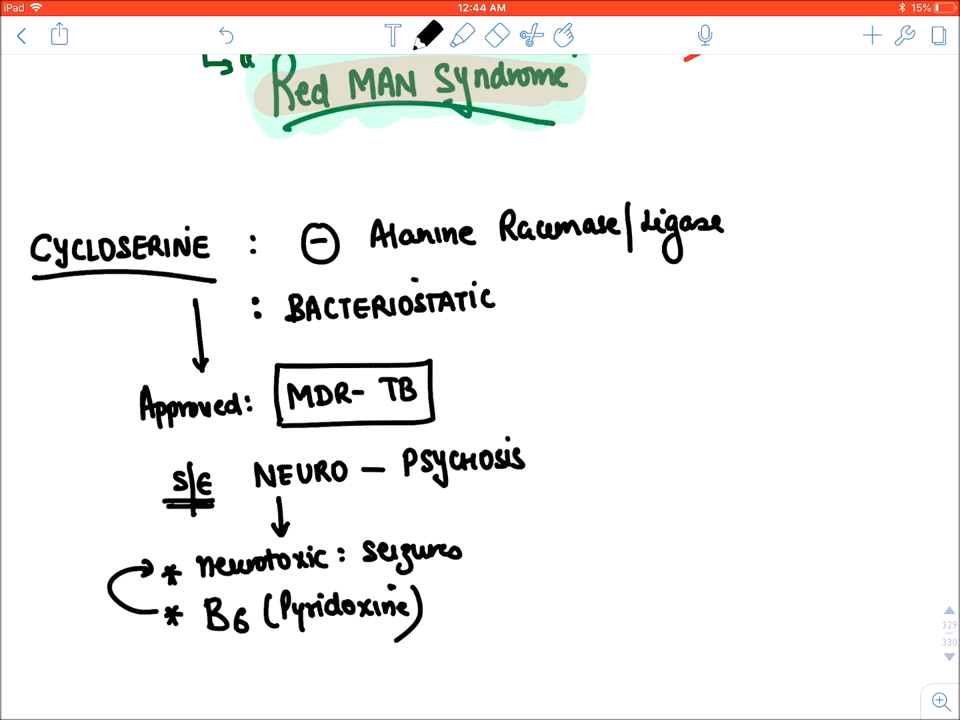 iPad 12:44 AM 15%
T
Red MAN Syndrome
CYCLOSERINE : ⊖ Alanine Racemase/Ligase
: BACTERIOSTATIC
Approved: MDR- TB
S/E NEURO — PSYCHOSIS
* neurotoxic: Seizures
* B6 (Pyridoxine)
329
330